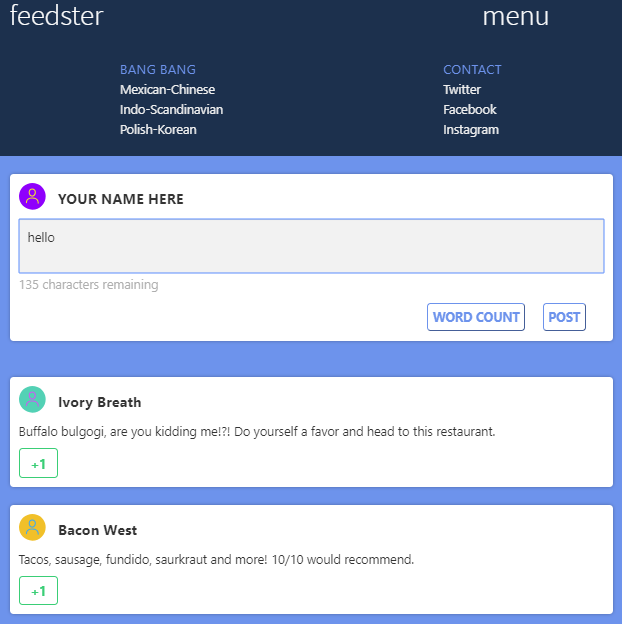 feedster
menu
BANG BANG
Mexican-Chinese
Indo-Scandinavian
Polish-Korean
CONTACT
Twitter
Facebook
Instagram
YOUR NAME HERE
hello
135 characters remaining
WORD COUNT
POST
Ivory Breath
Buffalo bulgogi, are you kidding me!?! Do yourself a favor and head to this restaurant.
+1
Bacon West
Tacos, sausage, fundido, saurkraut and more! 10/10 would recommend.
+1